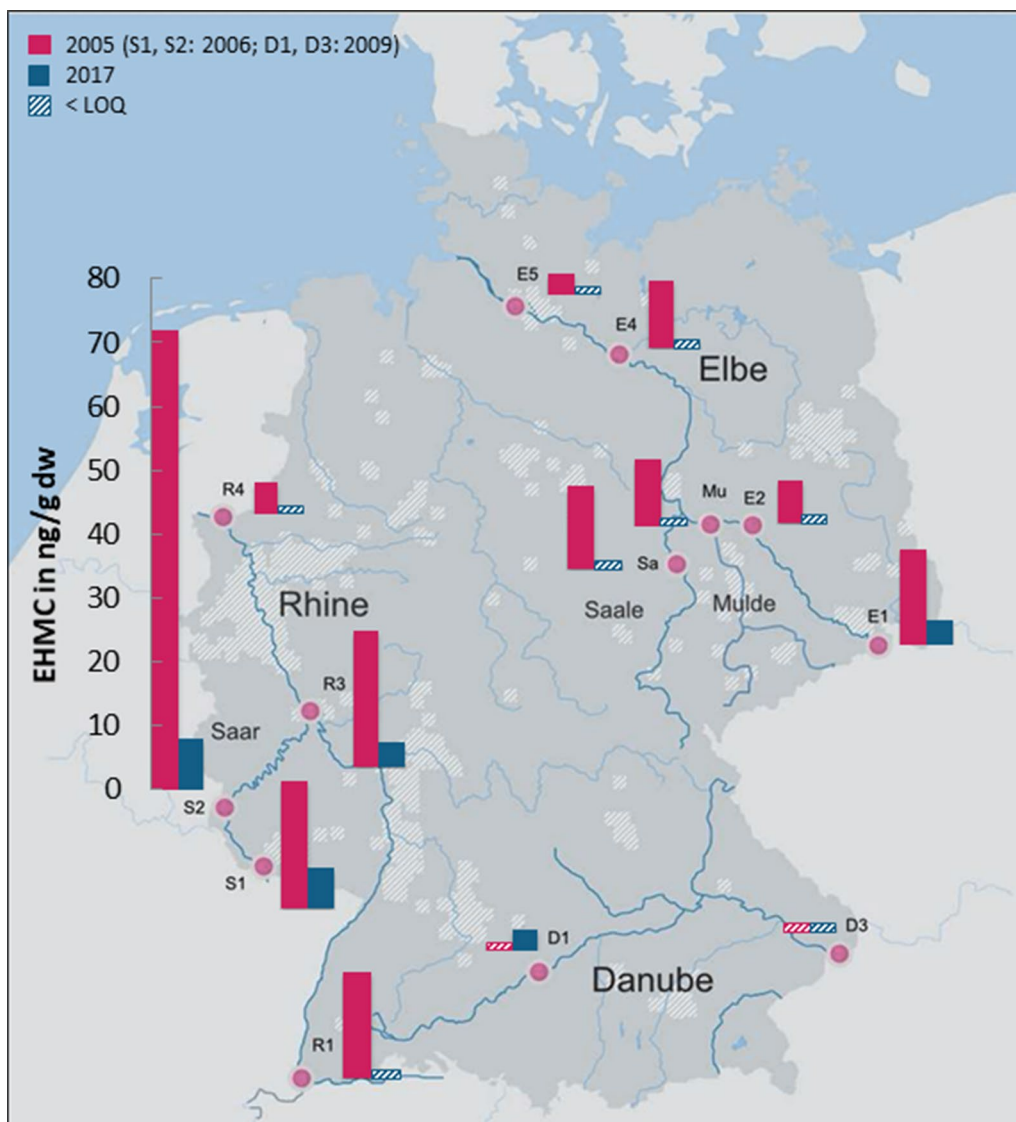 2005 (S1, S2: 2006; D1, D3: 2009)
2017
< LOQ
EHMC in ng/g dw
80
70
60
50
40
30
20
10
0
E5
E4
Elbe
R4
Mu
E2
Sa
Rhine
Saale
Mulde
E1
R3
Saar
S2
S1
D1
D3
Danube
R1